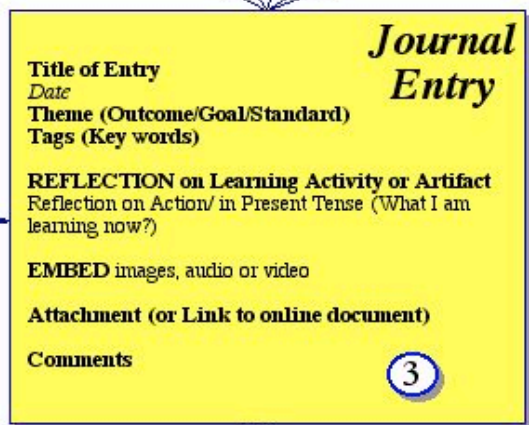 Journal
Entry
Title of Entry
Date
Theme (Outcome/Goal/Standard)
Tags (Key words)
REFLECTION on Learning Activity or Artifact
Reflection on Action/ in Present Tense (What I am
learning now?)
EMBED images, audio or video
Attachment (or Link to online document)
Comments
3